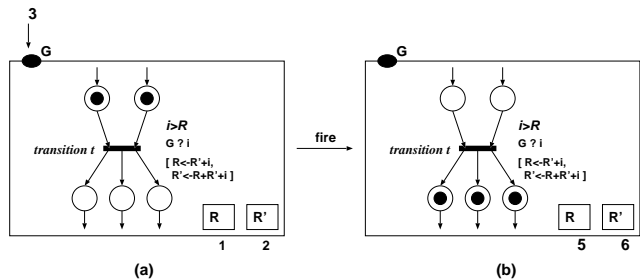 3
G
i>R
G ? i
transition t
[ R<-R'+i,
R'<-R+R'+i ]
R
R'
1
2
(a)
fire
G
i>R
G ? i
transition t
[ R<-R'+i,
R'<-R+R'+i ]
R
R'
5
6
(b)